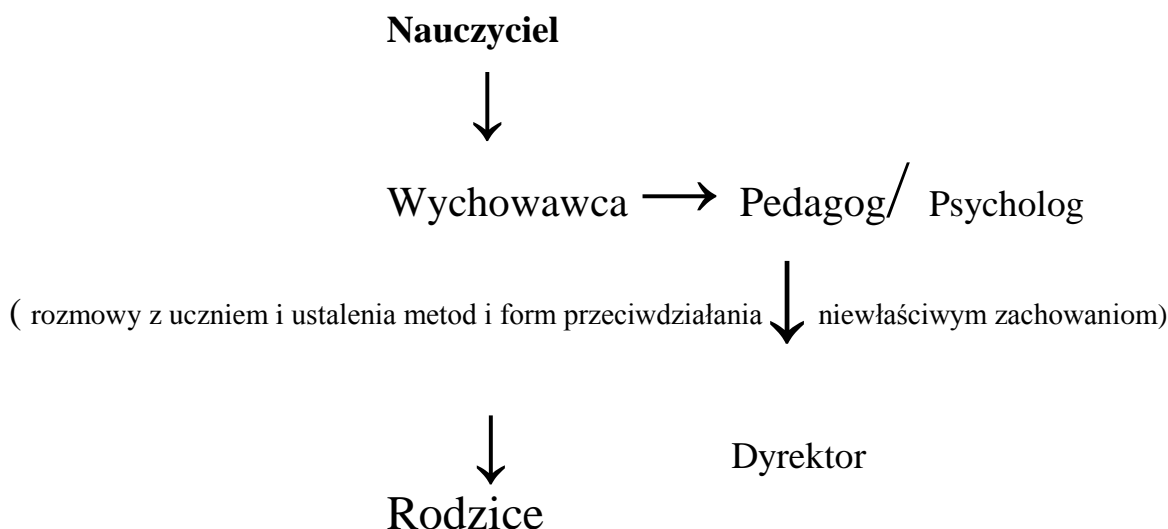 Nauczyciel
Wychowawca → Pedagog/ Psycholog
( rozmowy z uczniem i ustalenia metod i form przeciwdziałania niewłaściwym zachowaniom)
Dyrektor
Rodzice